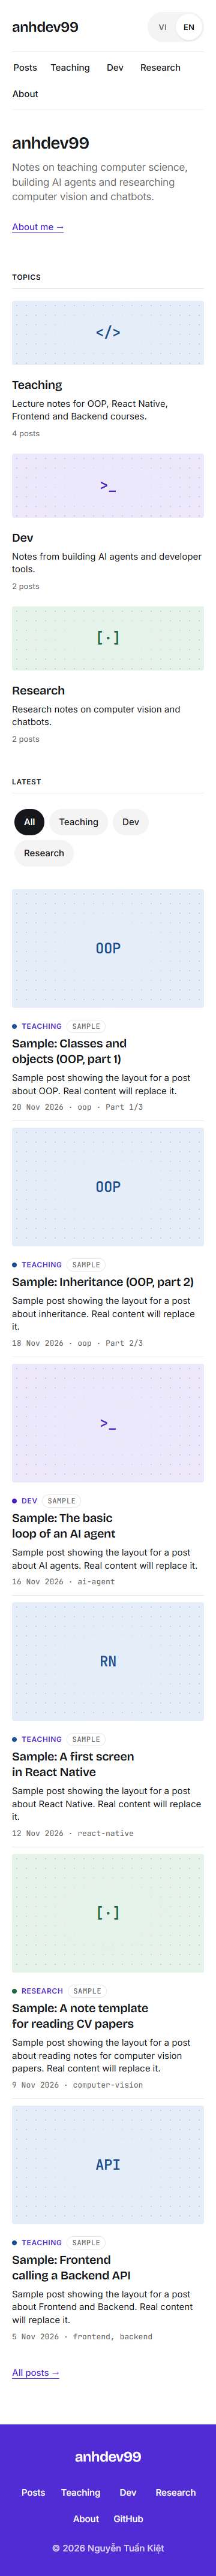 anhdev99
VI EN
Posts Teaching Dev Research
About
anhdev99
Notes on teaching computer science,
building AI agents and researching
computer vision and chatbots.
About me →
TOPICS
</>
Teaching
Lecture notes for OOP, React Native,
Frontend and Backend courses.
4 posts
>_
Dev
Notes from building AI agents and developer
tools.
2 posts
[·]
Research
Research notes on computer vision and
chatbots.
2 posts
LATEST
All Teaching Dev
Research
OOP
TEACHING SAMPLE
Sample: Classes and
objects (OOP, part 1)
Sample post showing the layout for a post
about OOP. Real content will replace it.
20 Nov 2026 · oop · Part 1/3
OOP
TEACHING SAMPLE
Sample: Inheritance (OOP, part 2)
Sample post showing the layout for a post
about inheritance. Real content will replace
it.
18 Nov 2026 · oop · Part 2/3
>_
DEV SAMPLE
Sample: The basic
loop of an AI agent
Sample post showing the layout for a post
about AI agents. Real content will replace it.
16 Nov 2026 · ai-agent
RN
TEACHING SAMPLE
Sample: A first screen
in React Native
Sample post showing the layout for a post
about React Native. Real content will replace
it.
12 Nov 2026 · react-native
[·]
RESEARCH SAMPLE
Sample: A note template
for reading CV papers
Sample post showing the layout for a post
about reading notes for computer vision
papers. Real content will replace it.
9 Nov 2026 · computer-vision
API
TEACHING SAMPLE
Sample: Frontend
calling a Backend API
Sample post showing the layout for a post
about Frontend and Backend. Real content
will replace it.
5 Nov 2026 · frontend, backend
All posts →
anhdev99
Posts Teaching Dev Research
About GitHub
© 2026 Nguyễn Tuấn Kiệt